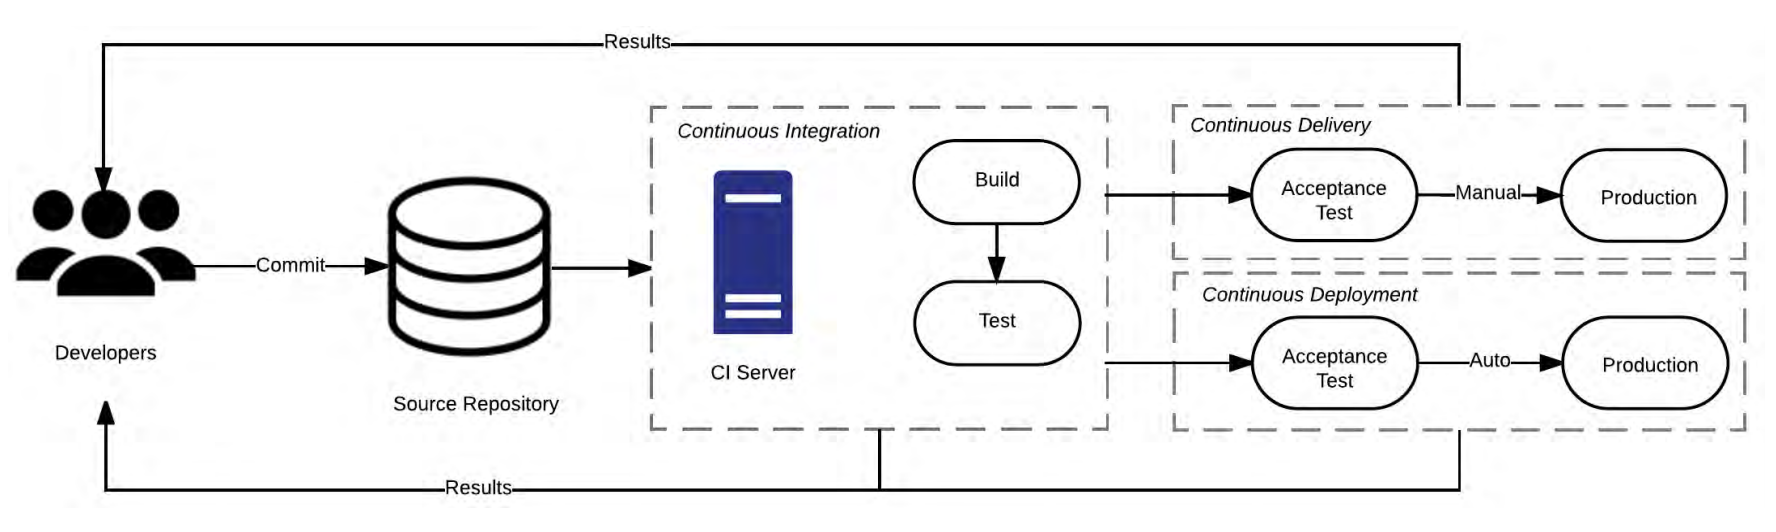 Results
Continuous Integration
Continuous Delivery
Build
Acceptance
Test
Manual
Production
Commit
Continuous Deployment
Test
Acceptance
Test
Auto
Production
Developers
CI Server
Source Repository
Results